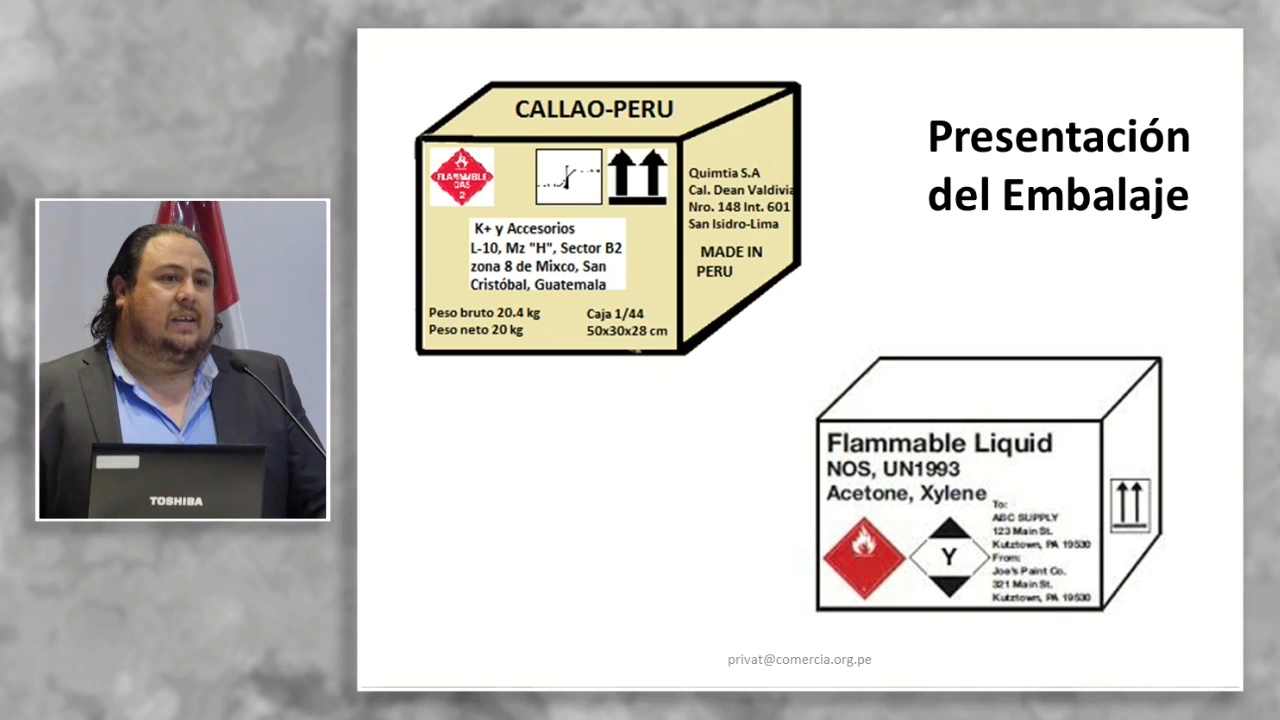 Presentación
del Embalaje
CALLAO-PERU
FLAMMABLE
GAS
2
K+ y Accesorios
L-10, Mz "H", Sector B2
zona 8 de Mixco, San
Cristóbal, Guatemala
Peso bruto 20.4 kg
Peso neto 20 kg
Caja 1/44
50x30x28 cm
Quimtia S.A
Cal. Dean Valdivia
Nro. 148 Int. 601
San Isidro-Lima
MADE IN
PERU
TOSHIBA
Flammable Liquid
NOS, UN1993
Acetone, Xylene
Y
To:
ABC SUPPLY
123 Main St.
Kutztown, PA 19530
From:
Joe's Paint Co.
321 Main St.
Kutztown, PA 19530
privat@comercia.org.pe